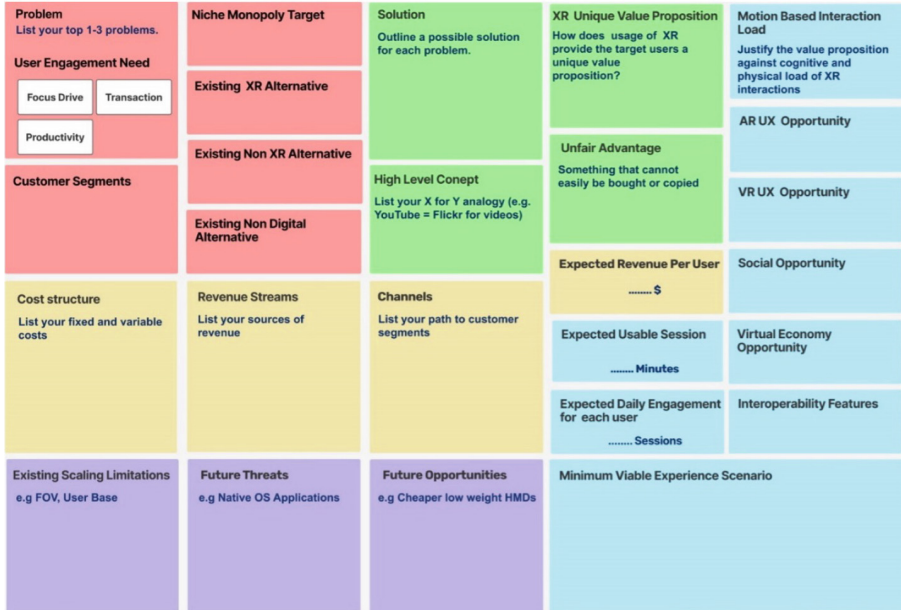 Problem
List your top 1-3 problems.
User Engagement Need
Focus Drive
Transaction
Productivity
Customer Segments
Niche Monopoly Target
Existing XR Alternative
Existing Non XR Alternative
Existing Non Digital
Alternative
Solution
Outline a possible solution
for each problem.
High Level Conept
List your X for Y analogy (e.g.
YouTube = Flickr for videos)
XR Unique Value Proposition
How does usage of XR
provide the target users a
unique value
proposition?
Unfair Advantage
Something that cannot
easily be bought or copied
Motion Based Interaction
Load
Justify the value proposition
against cognitive and
physical load of XR
interactions
AR UX Opportunity
VR UX Opportunity
Social Opportunity
Virtual Economy
Opportunity
Interoperability Features
Cost structure
List your fixed and variable
costs
Revenue Streams
List your sources of
revenue
Channels
List your path to customer
segments
Expected Revenue Per User
........ $
Expected Usable Session
........ Minutes
Expected Daily Engagement
for each user
........ Sessions
Existing Scaling Limitations
e.g FOV, User Base
Future Threats
e.g Native OS Applications
Future Opportunities
e.g Cheaper low weight HMDs
Minimum Viable Experience Scenario